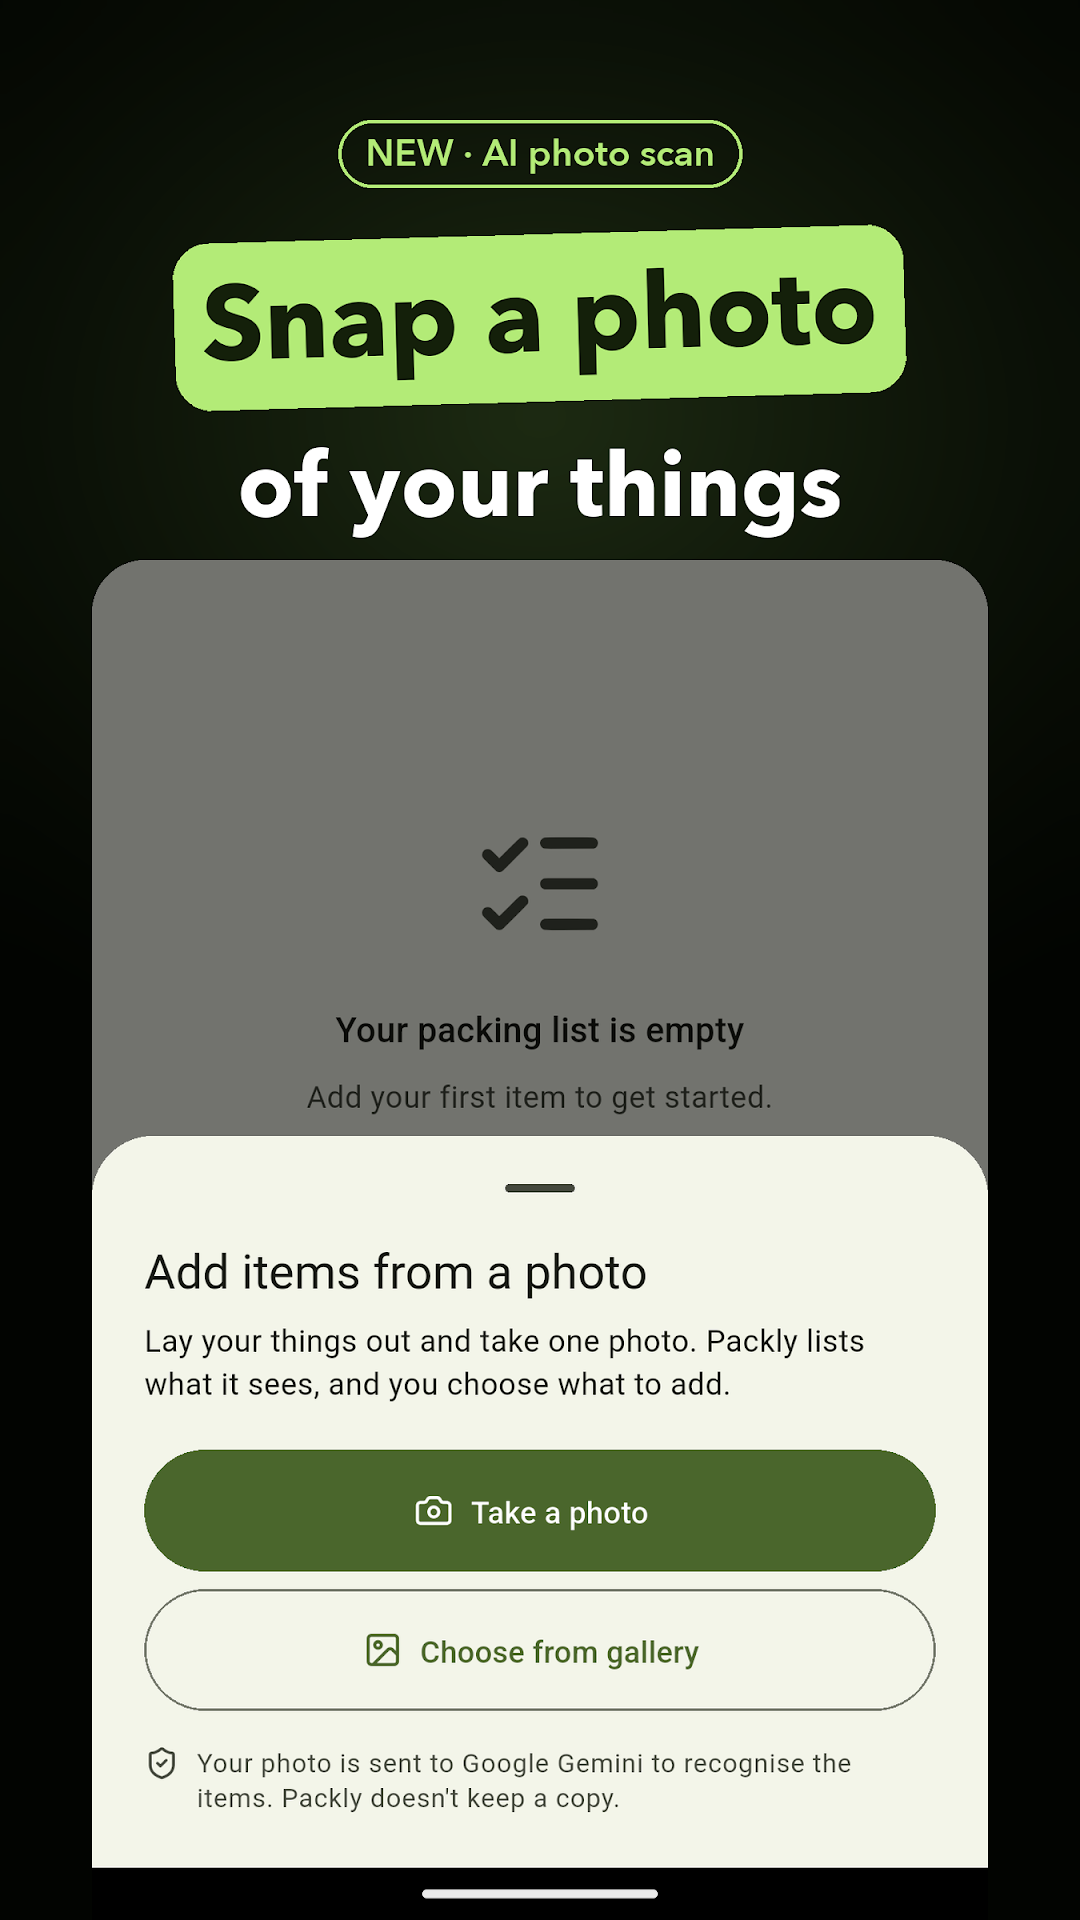 NEW · AI photo scan
Snap a photo
of your things
Your packing list is empty
Add your first item to get started.
Add items from a photo
Lay your things out and take one photo. Packly lists
what it sees, and you choose what to add.
Take a photo
Choose from gallery
Your photo is sent to Google Gemini to recognise the
items. Packly doesn't keep a copy.